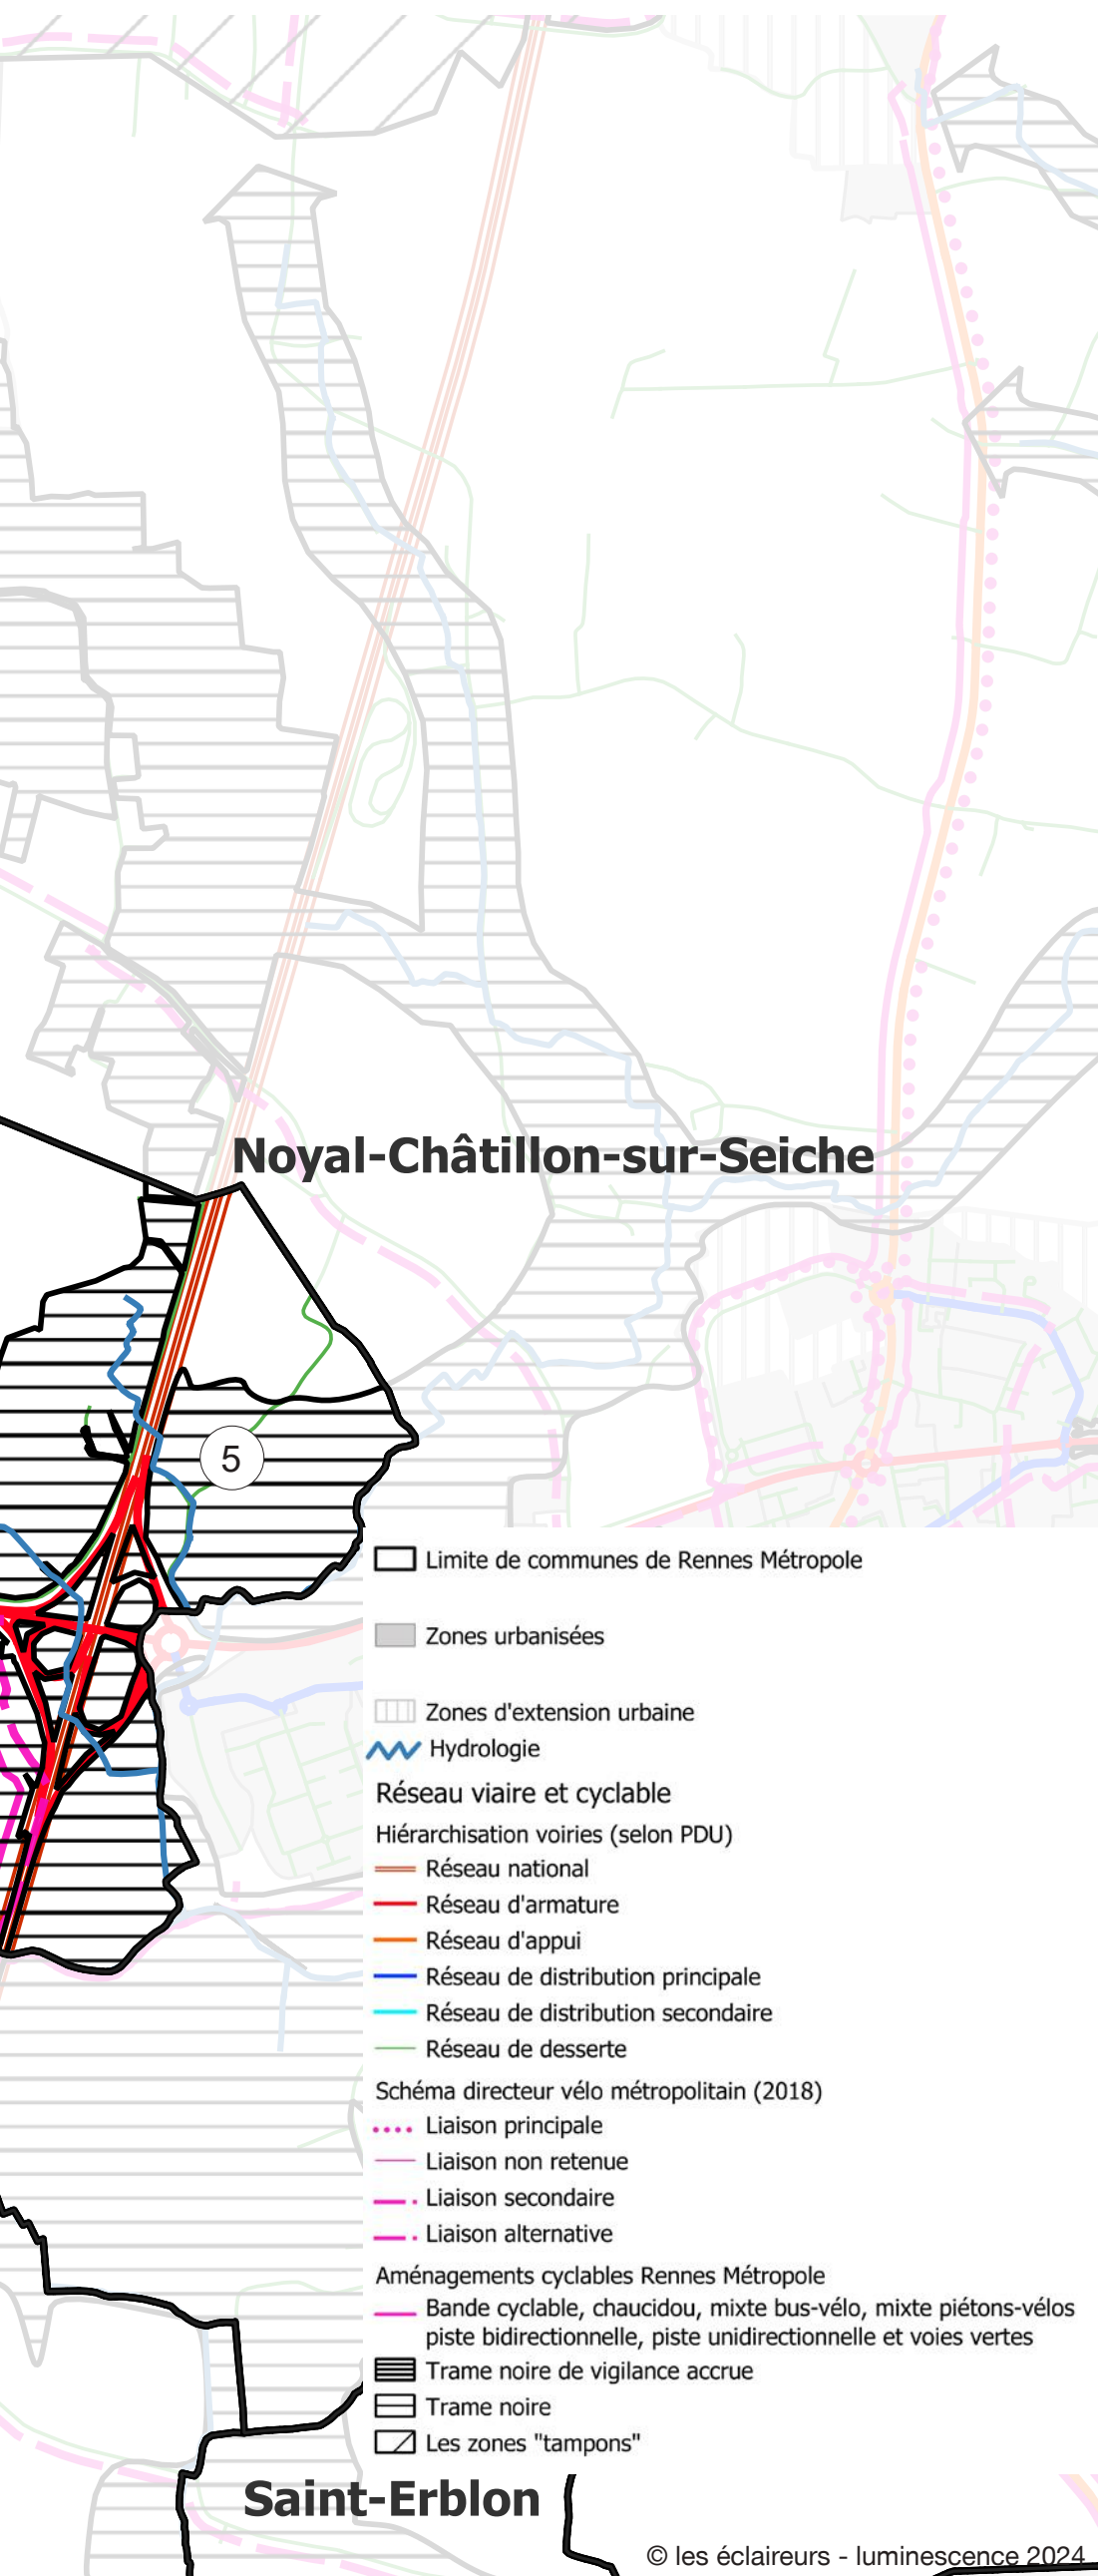 Noyal-Châtillon-sur-Seiche
5
Limite de communes de Rennes Métropole
Zones urbanisées
Zones d'extension urbaine
Hydrologie
Réseau viaire et cyclable
Hiérarchisation voiries (selon PDU)
Réseau national
Réseau d'armature
Réseau d'appui
Réseau de distribution principale
Réseau de distribution secondaire
Réseau de desserte
Schéma directeur vélo métropolitain (2018)
Liaison principale
Liaison non retenue
Liaison secondaire
Liaison alternative
Aménagements cyclables Rennes Métropole
Bande cyclable, chaucidou, mixte bus-vélo, mixte piétons-vélos
piste bidirectionnelle, piste unidirectionnelle et voies vertes
Trame noire de vigilance accrue
Trame noire
Les zones "tampons"
Saint-Erblon
© les éclaireurs - luminescence 2024